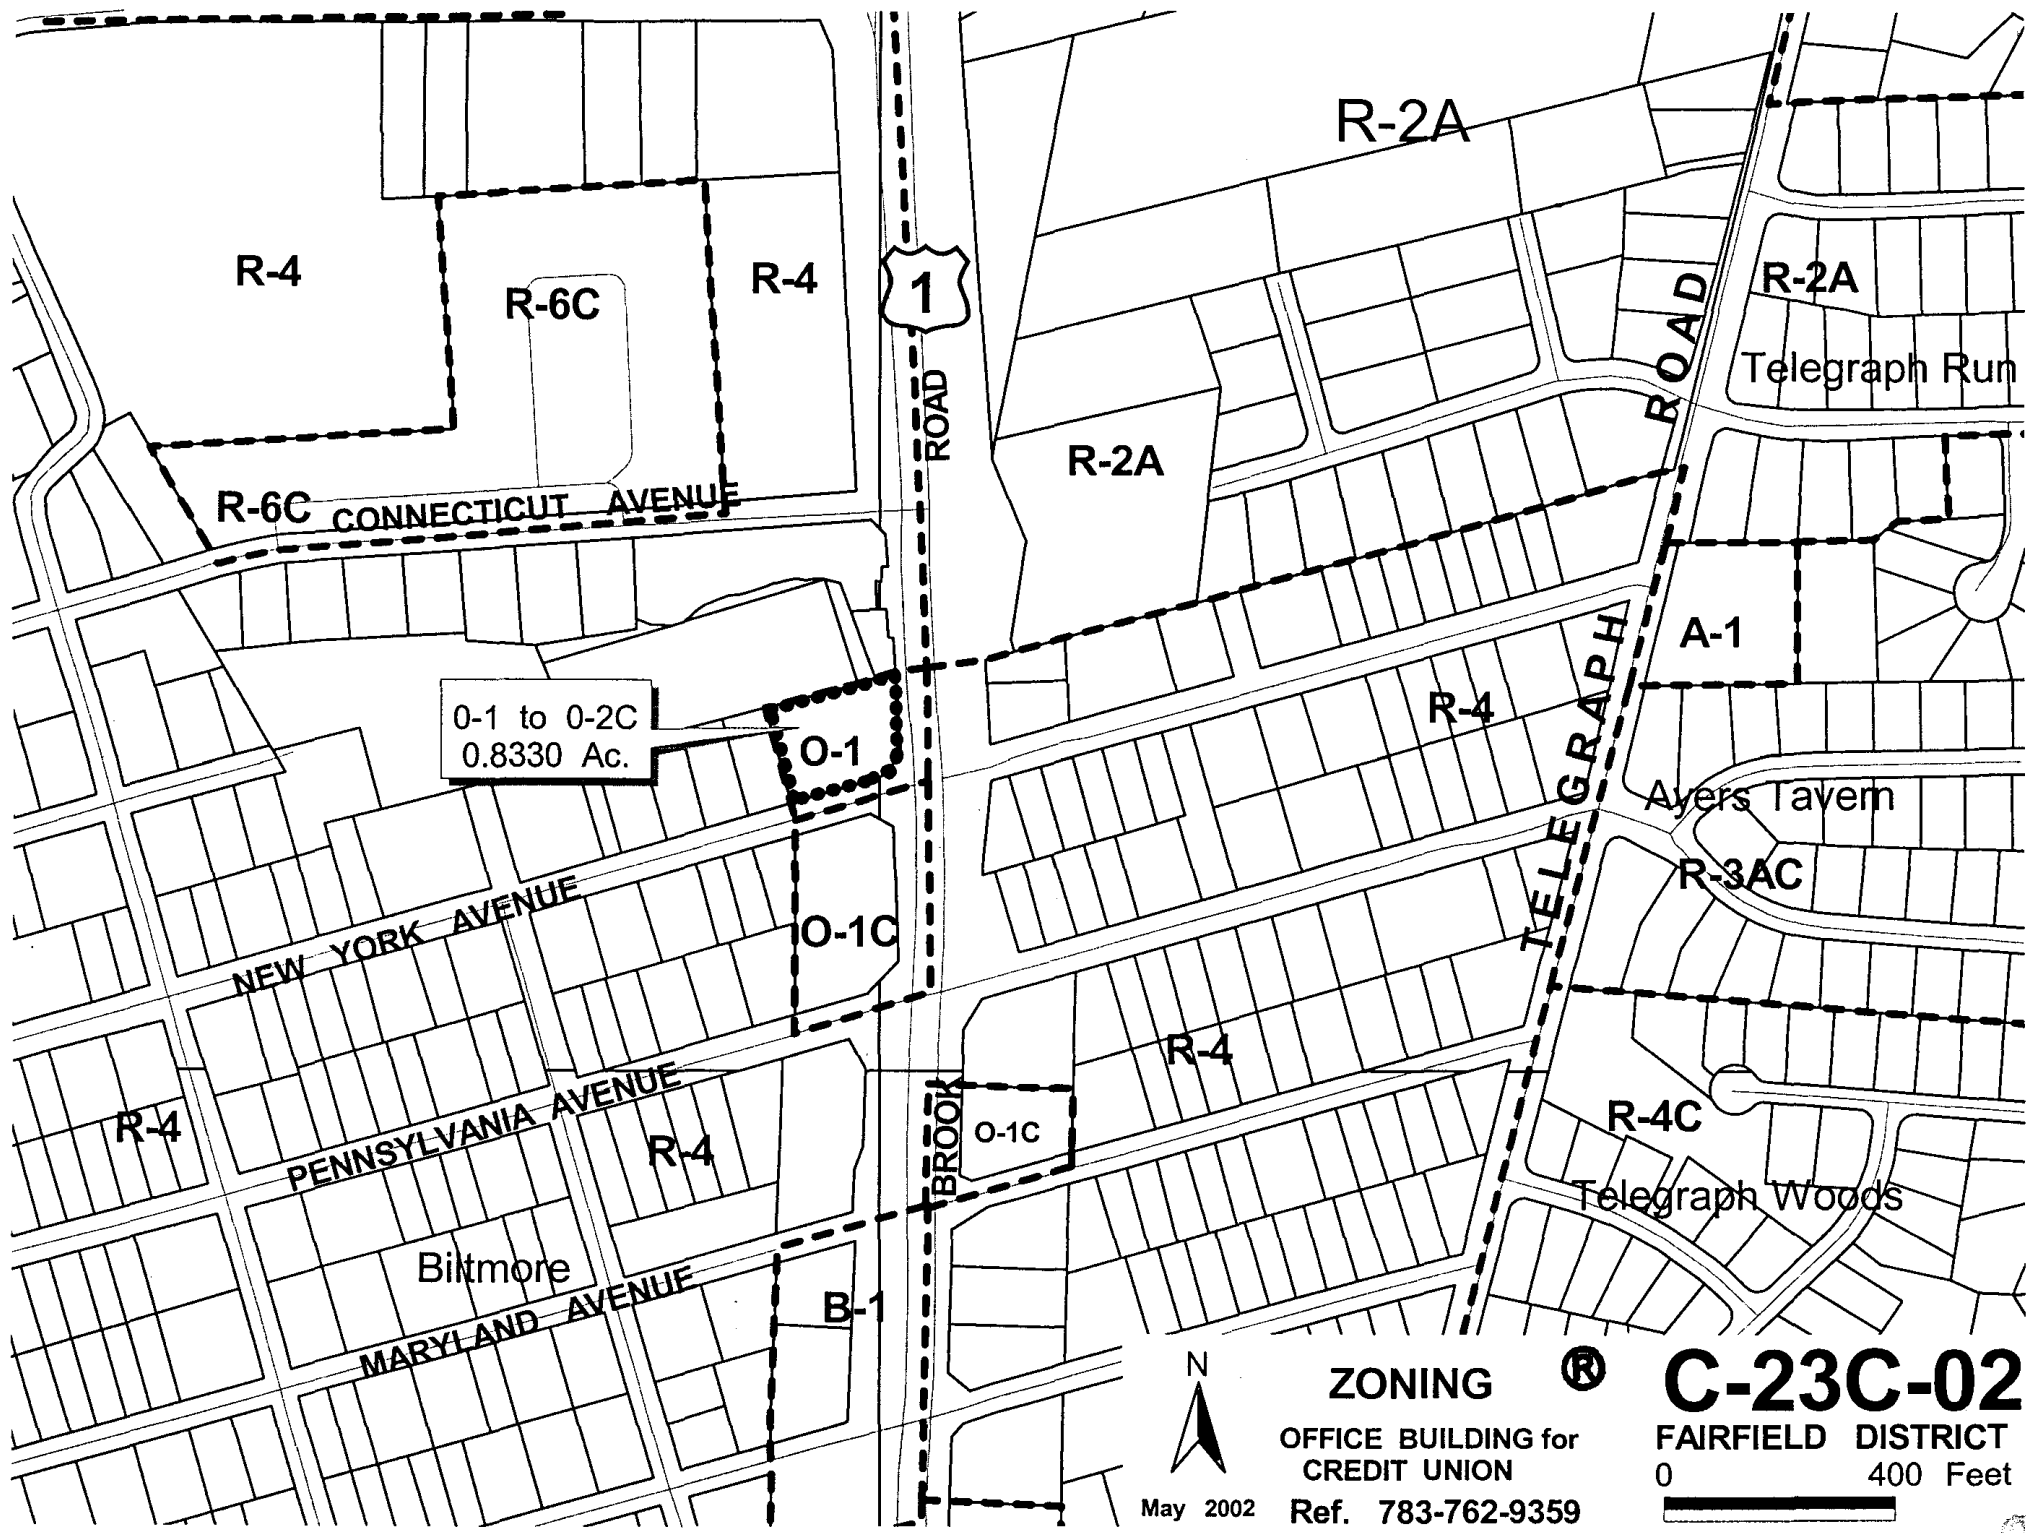 R-2A
R-4
R-6C
R-4
1
R-2A
ROAD
ROAD
Telegraph Run
R-2A
R-6C
CONNECTICUT AVENUE
A-1
0-1 to 0-2C
0.8330 Ac.
O-1
R-4
TELEGRAPH
Ayers Tavern
R-3AC
NEW YORK AVENUE
O-1C
R-4
R-4
PENNSYLVANIA AVENUE
R-4
BROOK
O-1C
R-4C
Telegraph Woods
Biltmore
MARYLAND AVENUE
B-1
N
ZONING
R
C-23C-02
OFFICE BUILDING for
CREDIT UNION
FAIRFIELD DISTRICT
0 400 Feet
May 2002
Ref. 783-762-9359